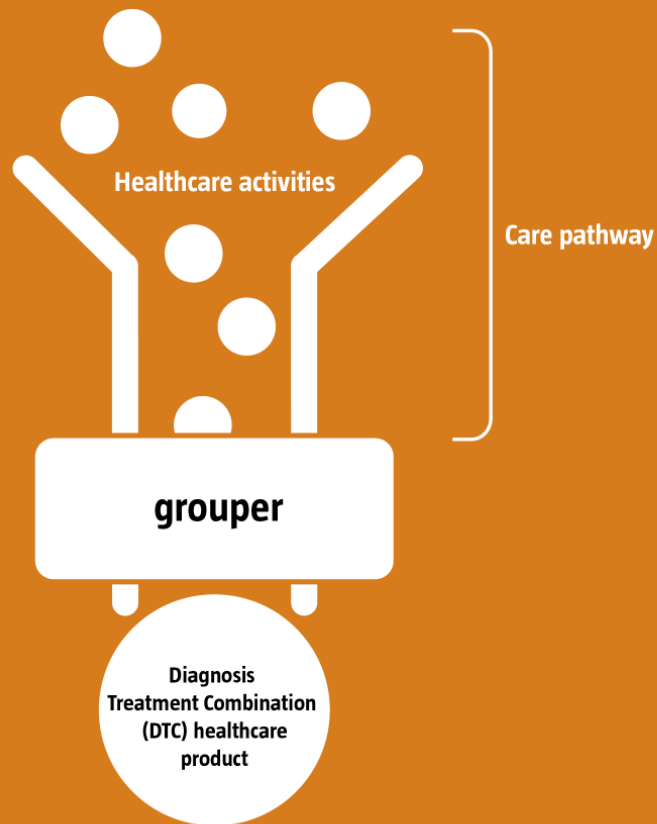 Healthcare activities
Care pathway
grouper
Diagnosis
Treatment Combination
(DTC) healthcare
product